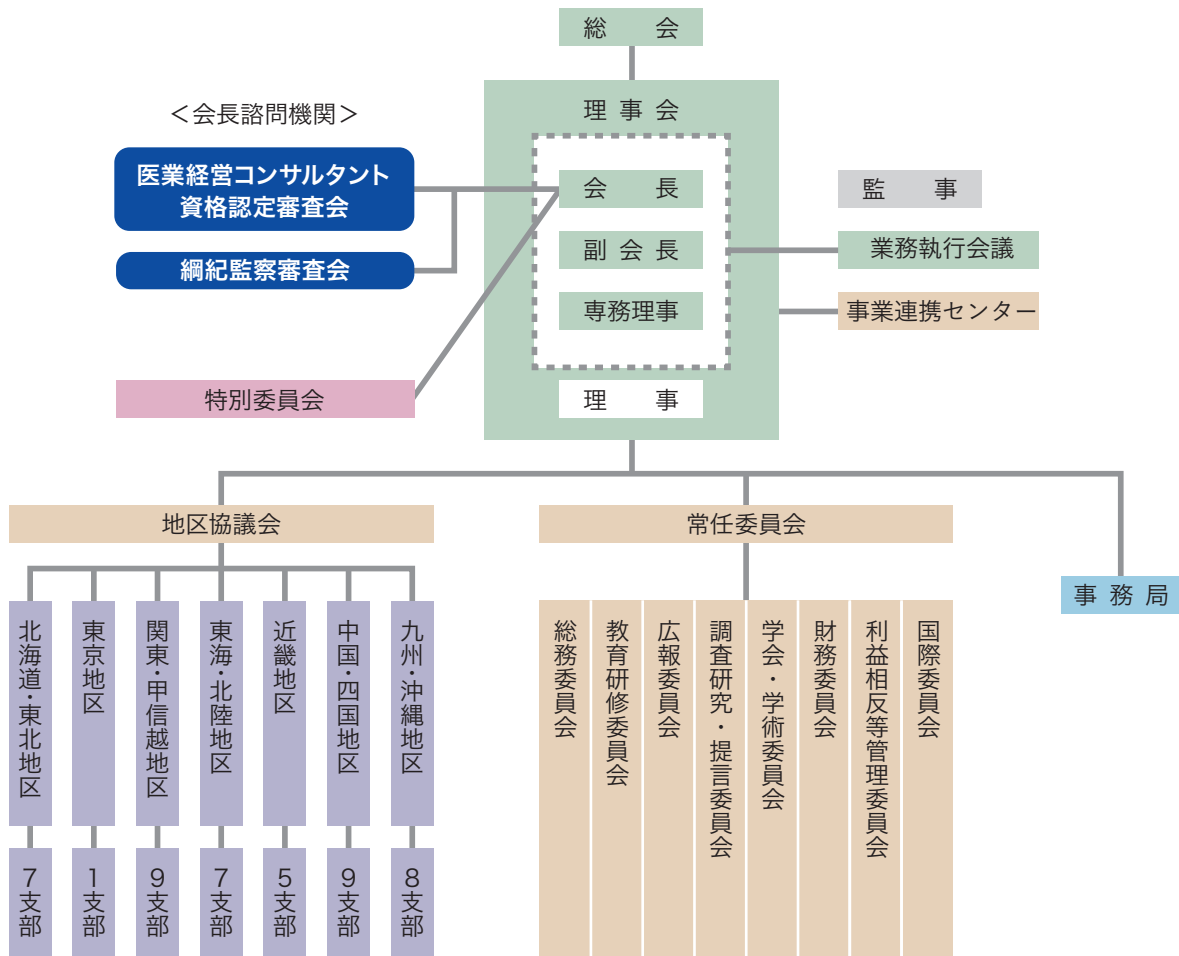 総　会
理 事 会
＜会長諮問機関＞
医業経営コンサルタント
資格認定審査会
会　長
監　事
副 会 長
業務執行会議
綱紀監察審査会
専務理事
事業連携センター
特別委員会
理　事
地区協議会
常任委員会
事 務 局
北海道・東北地区
東京地区
関東・甲信越地区
東海・北陸地区
近畿地区
中国・四国地区
九州・沖縄地区
総務委員会
教育研修委員会
広報委員会
調査研究・提言委員会
学会・学術委員会
財務委員会
利益相反等管理委員会
国際委員会
７支部
１支部
９支部
７支部
５支部
９支部
８支部